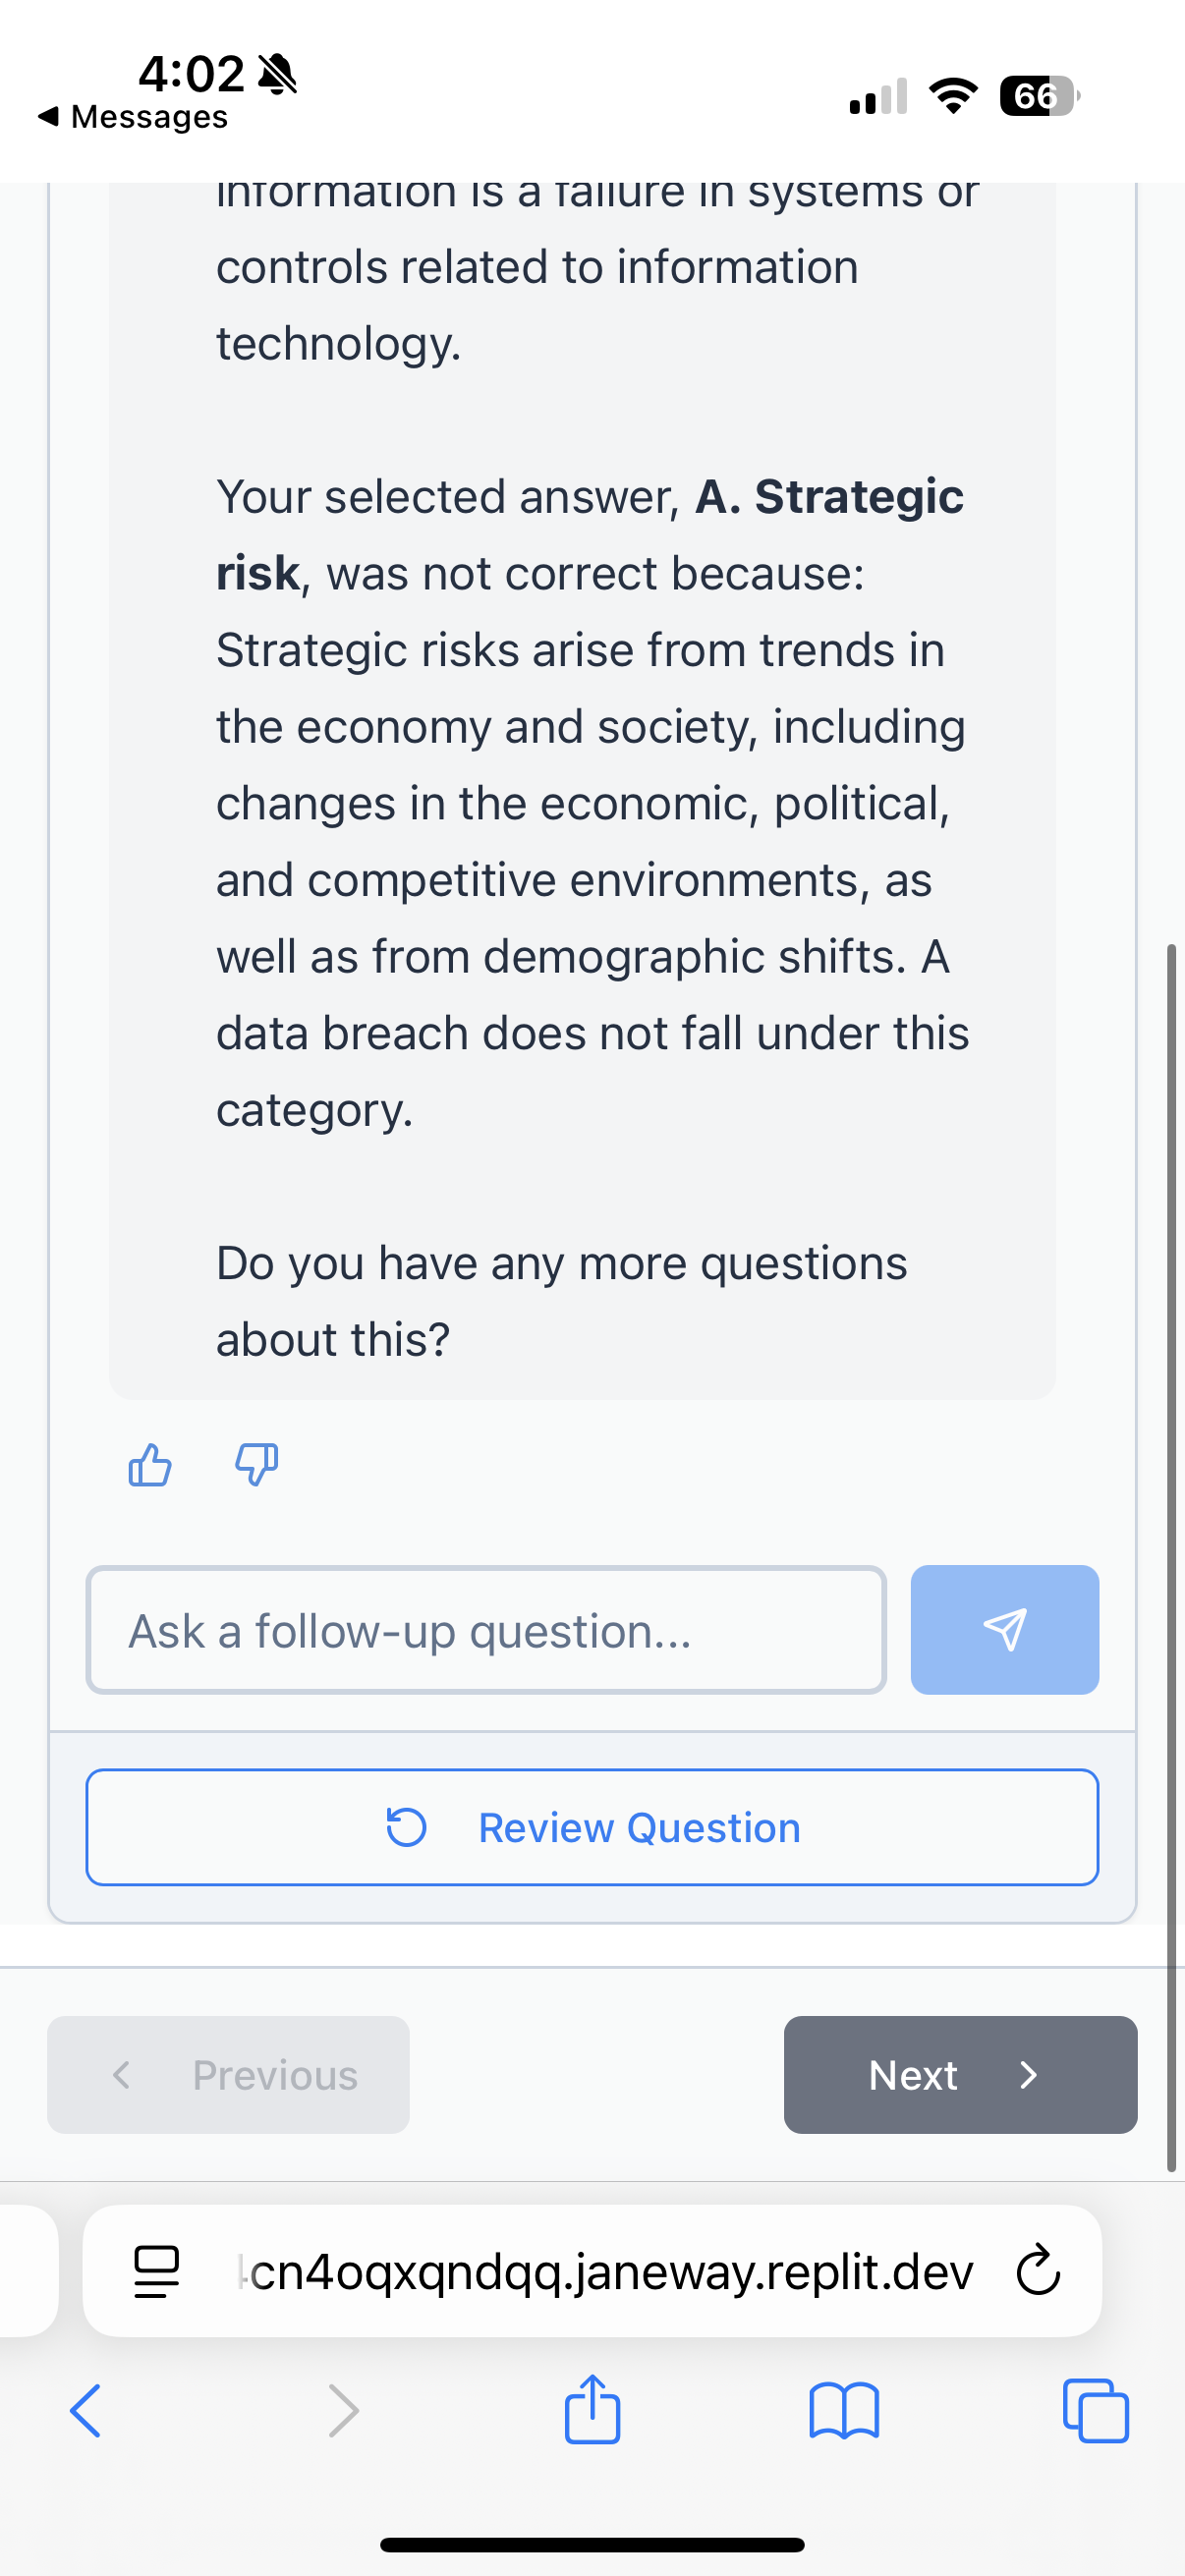 4:02
Messages
66
information is a failure in systems or
controls related to information
technology.
Your selected answer, A. Strategic
risk, was not correct because:
Strategic risks arise from trends in
the economy and society, including
changes in the economic, political,
and competitive environments, as
well as from demographic shifts. A
data breach does not fall under this
category.
Do you have any more questions
about this?
Ask a follow-up question...
Review Question
Previous
Next
cn4oqxqndqq.janeway.replit.dev